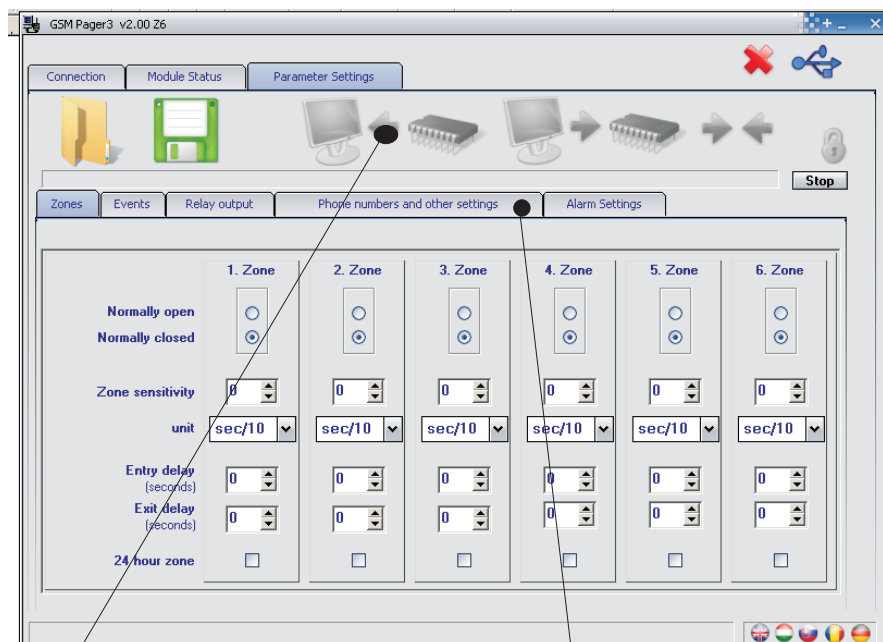 GSM Pager3 v2.00 Z6
Connection Module Status Parameter Settings
Stop
Zones Events Relay output Phone numbers and other settings Alarm Settings
1. Zone 2. Zone 3. Zone 4. Zone 5. Zone 6. Zone
Normally open
Normally closed
Zone sensitivity 0 0 0 0 0 0
unit sec/10 sec/10 sec/10 sec/10 sec/10 sec/10
Entry delay 0 0 0 0 0 0
(seconds)
Exit delay 0 0 0 0 0 0
(seconds)
24 hour zone